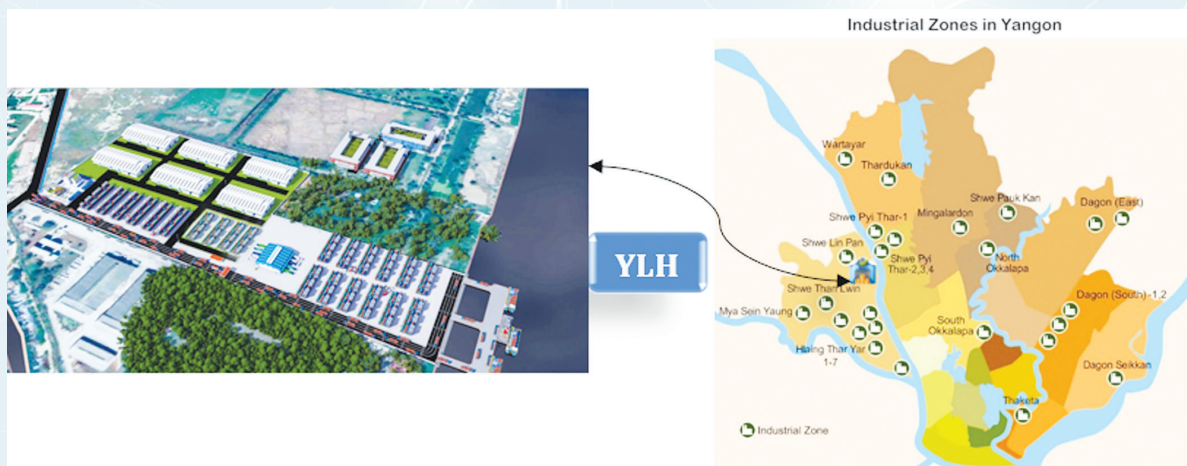 Industrial Zones in Yangon
Wartayar
Thardukan
Shwe Pauk Kan
Dagon (East)
Shwe Pyi Thar-1
Mingalardon
Shwe Lin Pan
Shwe Pyi
Thar-2,3,4
North
Okkalapa
YLH
Shwe Than Lwin
Dagon (South) -1,2
Mya Sein Yaung
South
Okkalapa
Hlaing Thar Yar
1-7
Dagon Seikkan
Thaketa
Industrial Zone